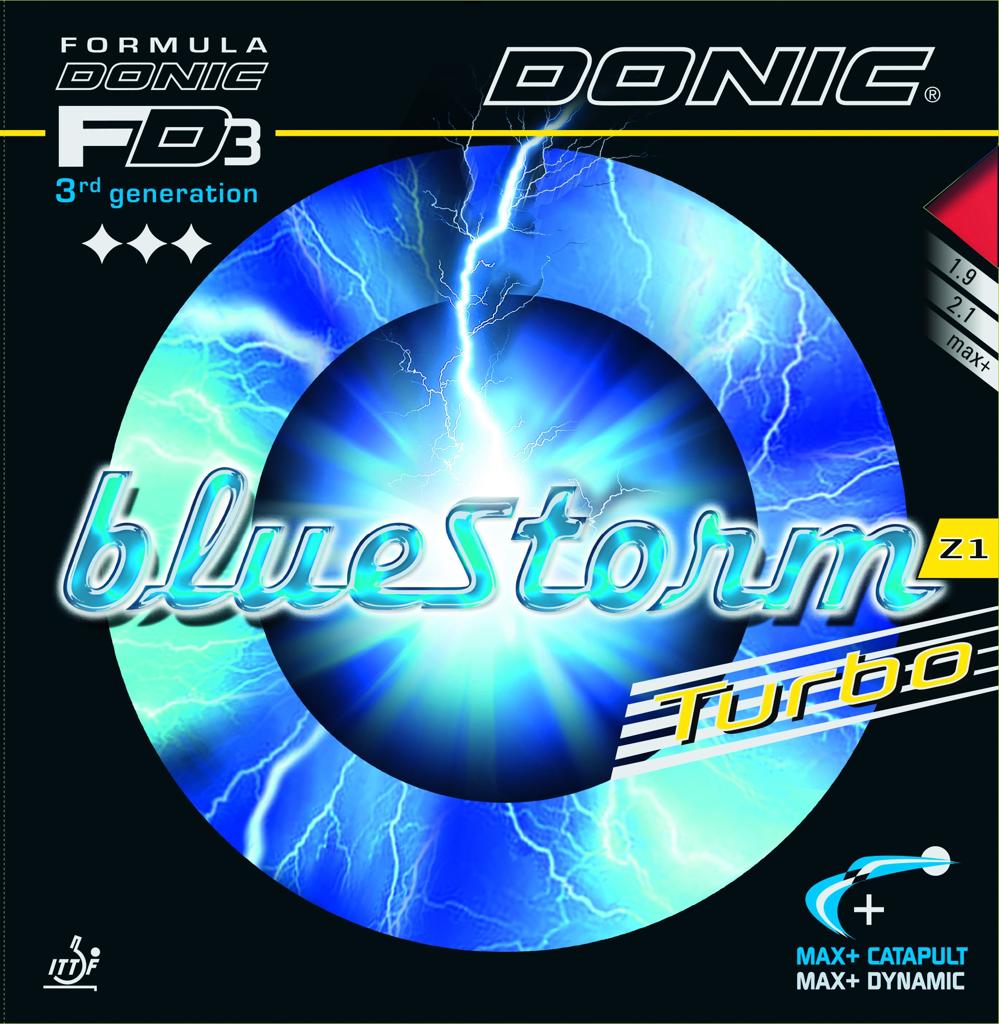 FORMULA
DONIC
FD3
3rd generation
DONIC®
1.9
2.1
max+
bluestorm
Z1
Turbo
+
MAX+ CATAPULT
MAX+ DYNAMIC
ITTF